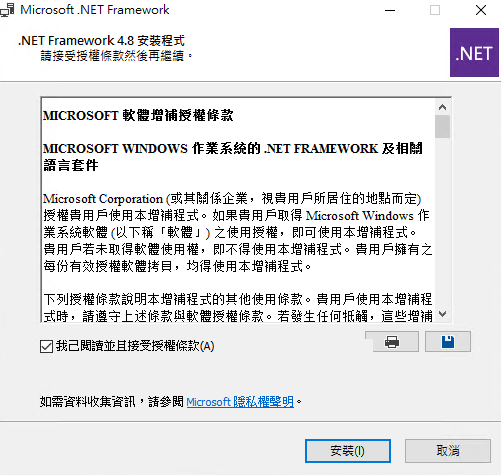 Microsoft .NET Framework
.NET Framework 4.8 安裝程式
請接受授權條款然後再繼續。
.NET
MICROSOFT 軟體增補授權條款
MICROSOFT WINDOWS 作業系統的 .NET FRAMEWORK 及相關
語言套件
Microsoft Corporation (或其關係企業，視貴用戶所居住的地點而定)
授權貴用戶使用本增補程式。如果貴用戶取得 Microsoft Windows 作
業系統軟體 (以下稱「軟體」) 之使用授權，即可使用本增補程式。
貴用戶若未取得軟體使用權，即不得使用本增補程式。貴用戶擁有之
每份有效授權軟體拷貝，均得使用本增補程式。
下列授權條款說明本增補程式的其他使用條款。貴用戶使用本增補程
式時，請遵守上述條款與軟體授權條款。若發生任何牴觸，這些增補
我已閱讀並且接受授權條款(A)
如需資料收集資訊，請參閱 Microsoft 隱私權聲明。
安裝(I)
取消